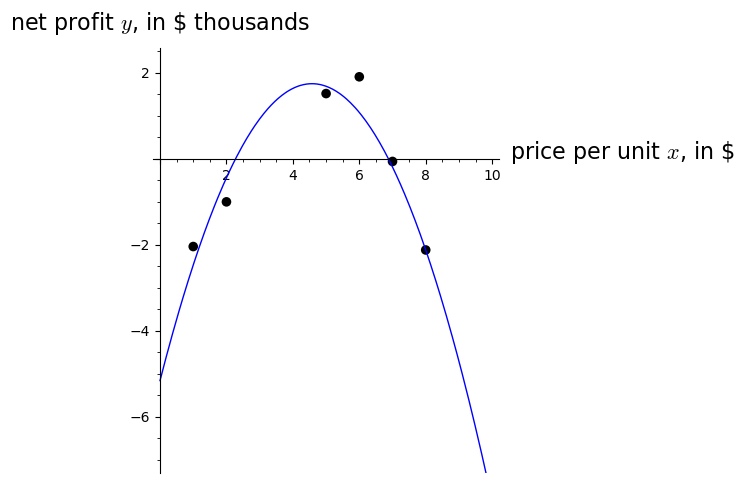 net profit y, in $ thousands
2
price per unit x, in $
2 4 6 8 10
−2
−4
−6